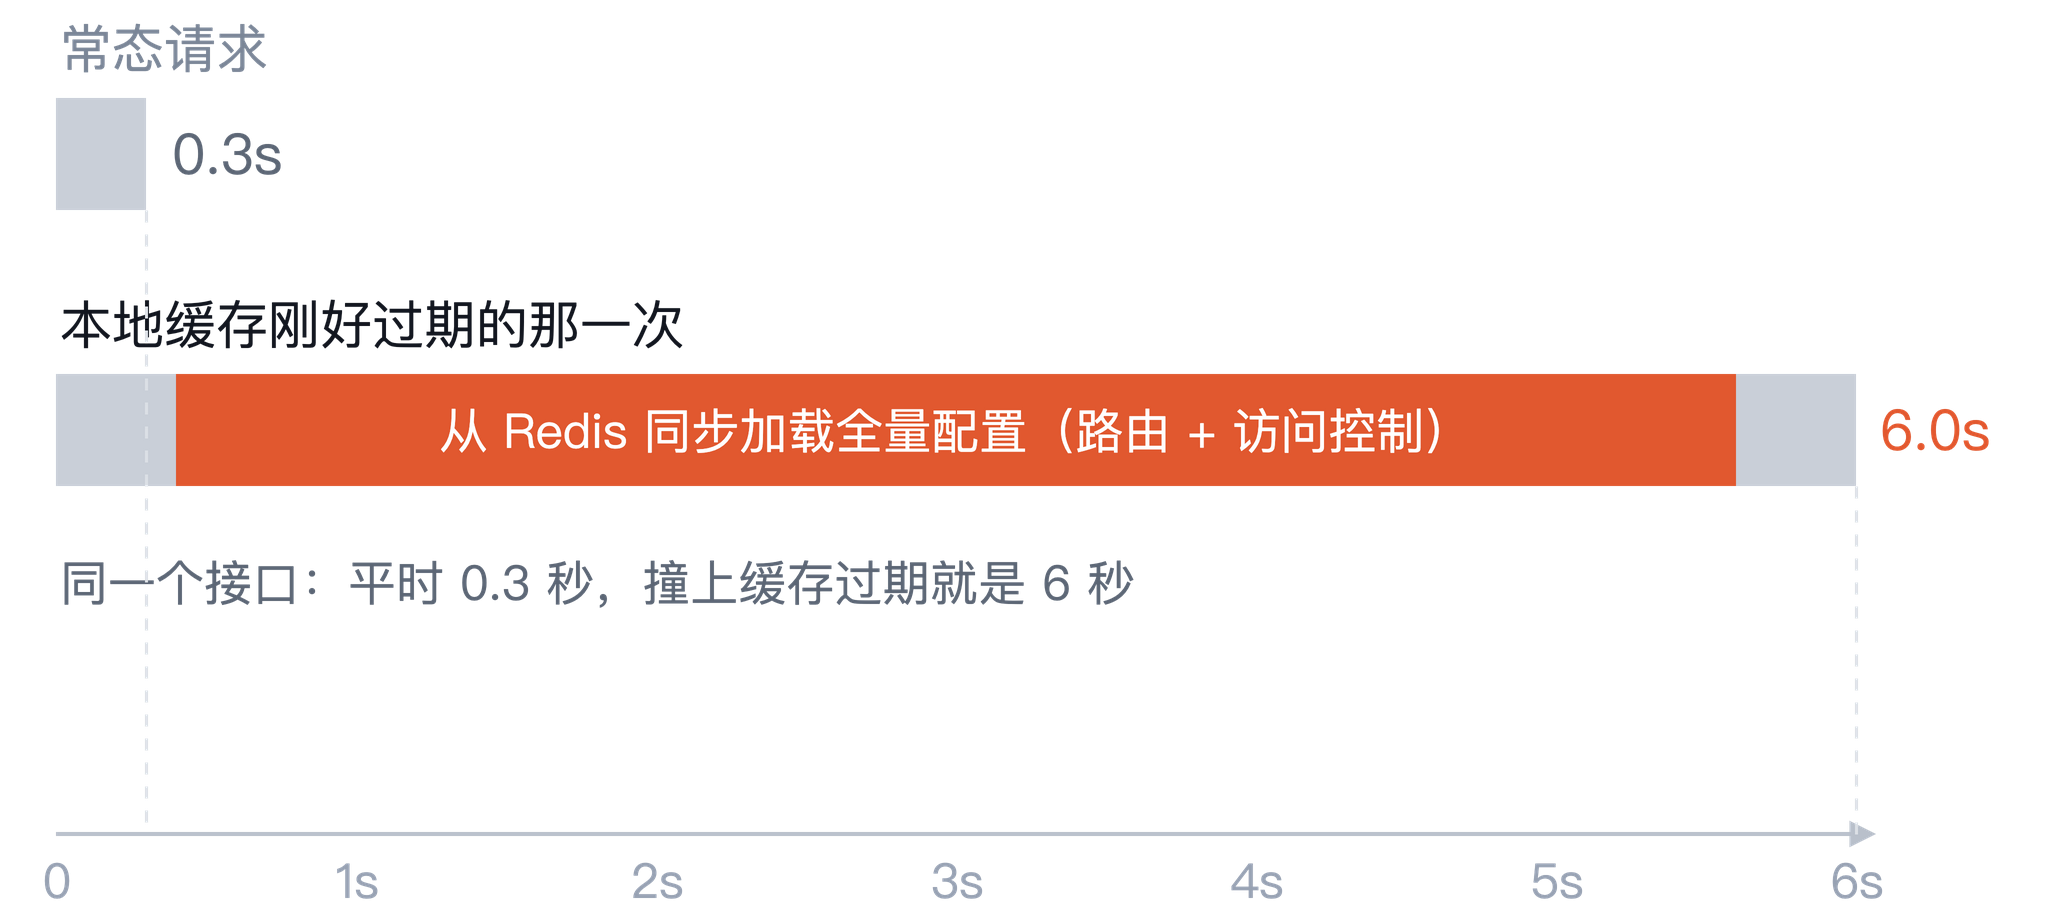 常态请求
0.3s
本地缓存刚好过期的那一次
从 Redis 同步加载全量配置（路由 + 访问控制）
6.0s
同一个接口：平时 0.3 秒，撞上缓存过期就是 6 秒
0 1s 2s 3s 4s 5s 6s